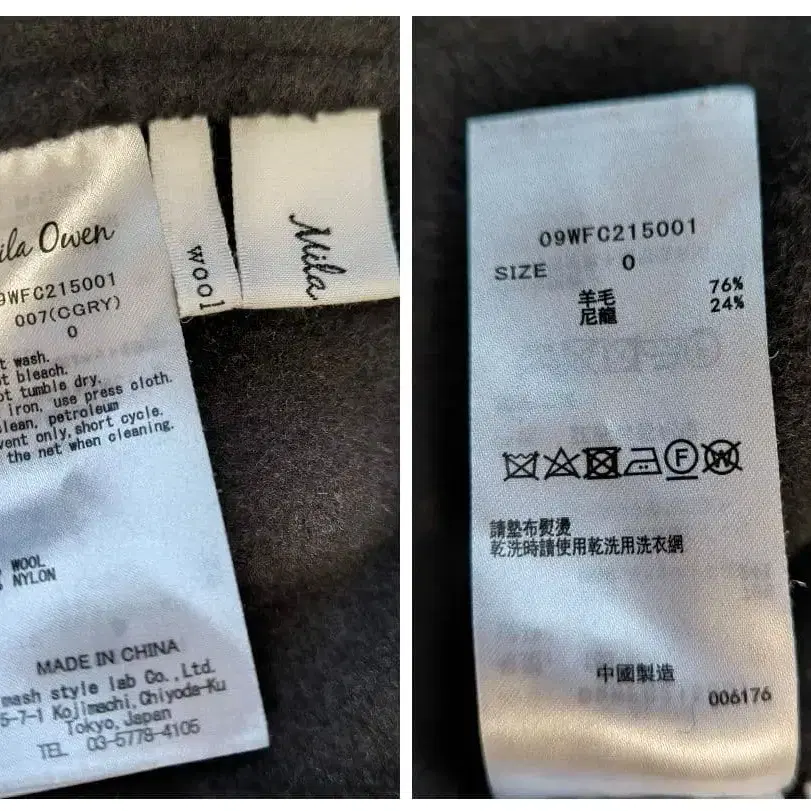 ila Owen
9WFC215001
007(CGRY)
0
t wash.
t bleach.
ot tumble dry.
iron, use press cloth.
lean, petroleum
vent only, short cycle.
the net when cleaning.
WOOL
NYLON
MADE IN CHINA
mash style lab Co.,Ltd.
5-7-1 Kojimachi, Chiyoda-Ku
Tokyo, Japan
TEL 03-5778-4105
wool
Mila
09WFC215001
SIZE 0
羊毛 76%
尼龍 24%
F W
請墊布熨燙
乾洗時請使用乾洗用洗衣網
中國製造
006176